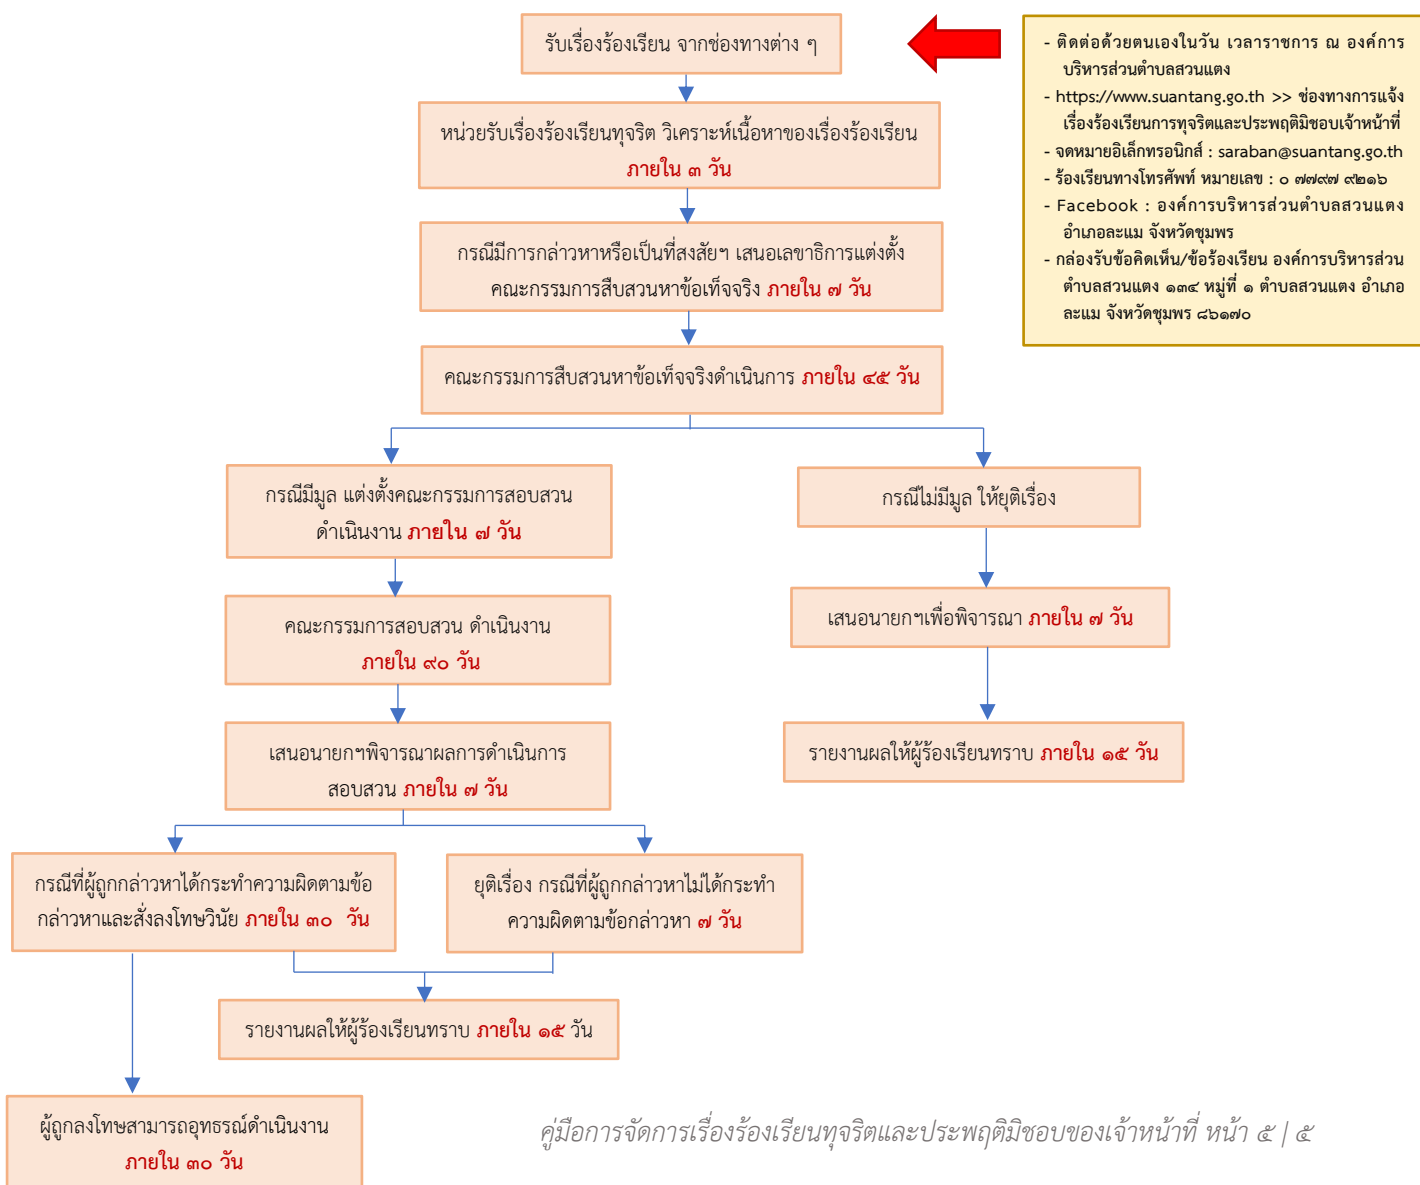 รับเรื่องร้องเรียน จากช่องทางต่าง ๆ
- ติดต่อด้วยตนเองในวัน เวลาราชการ ณ องค์การ
บริหารส่วนตำบลสวนแตง
- https://www.suantang.go.th >> ช่องทางการแจ้ง
เรื่องร้องเรียนการทุจริตและประพฤติมิชอบเจ้าหน้าที่
- จดหมายอิเล็กทรอนิกส์ : saraban@suantang.go.th
- ร้องเรียนทางโทรศัพท์ หมายเลข : ๐ ๗๗๙๗ ๙๒๑๖
- Facebook : องค์การบริหารส่วนตำบลสวนแตง
อำเภอละแม จังหวัดชุมพร
- กล่องรับข้อคิดเห็น/ข้อร้องเรียน องค์การบริหารส่วน
ตำบลสวนแตง ๑๓๔ หมู่ที่ ๑ ตำบลสวนแตง อำเภอ
ละแม จังหวัดชุมพร ๘๖๑๗๐
หน่วยรับเรื่องร้องเรียนทุจริต วิเคราะห์เนื้อหาของเรื่องร้องเรียน
ภายใน ๓ วัน
กรณีมีการกล่าวหาหรือเป็นที่สงสัยฯ เสนอเลขาธิการแต่งตั้ง
คณะกรรมการสืบสวนหาข้อเท็จจริง ภายใน ๗ วัน
คณะกรรมการสืบสวนหาข้อเท็จจริงดำเนินการ ภายใน ๔๕ วัน
กรณีมีมูล แต่งตั้งคณะกรรมการสอบสวน
ดำเนินงาน ภายใน ๗ วัน
กรณีไม่มีมูล ให้ยุติเรื่อง
คณะกรรมการสอบสวน ดำเนินงาน
ภายใน ๙๐ วัน
เสนอนายกฯเพื่อพิจารณา ภายใน ๗ วัน
เสนอนายกฯพิจารณาผลการดำเนินการ
สอบสวน ภายใน ๗ วัน
รายงานผลให้ผู้ร้องเรียนทราบ ภายใน ๑๕ วัน
กรณีที่ผู้ถูกกล่าวหาได้กระทำความผิดตามข้อ
กล่าวหาและสั่งลงโทษวินัย ภายใน ๓๐ วัน
ยุติเรื่อง กรณีที่ผู้ถูกกล่าวหาไม่ได้กระทำ
ความผิดตามข้อกล่าวหา ๗ วัน
รายงานผลให้ผู้ร้องเรียนทราบ ภายใน ๑๕ วัน
ผู้ถูกลงโทษสามารถอุทธรณ์ดำเนินงาน
ภายใน ๓๐ วัน
คู่มือการจัดการเรื่องร้องเรียนทุจริตและประพฤติมิชอบของเจ้าหน้าที่ หน้า ๕ | ๕